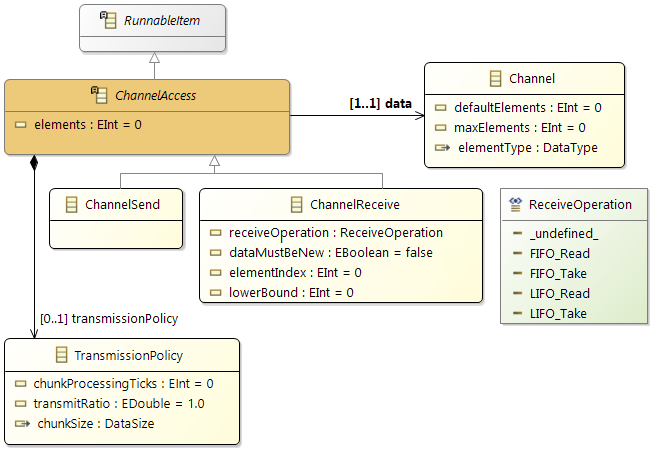 RunnableItem
ChannelAccess
elements : EInt = 0
[1..1] data
Channel
defaultElements : EInt = 0
maxElements : EInt = 0
elementType : DataType
ChannelSend
ChannelReceive
receiveOperation : ReceiveOperation
dataMustBeNew : EBoolean = false
elementIndex : EInt = 0
lowerBound : EInt = 0
ReceiveOperation
_undefined_
FIFO_Read
FIFO_Take
LIFO_Read
LIFO_Take
[0..1] transmissionPolicy
TransmissionPolicy
chunkProcessingTicks : EInt = 0
transmitRatio : EDouble = 1.0
chunkSize : DataSize